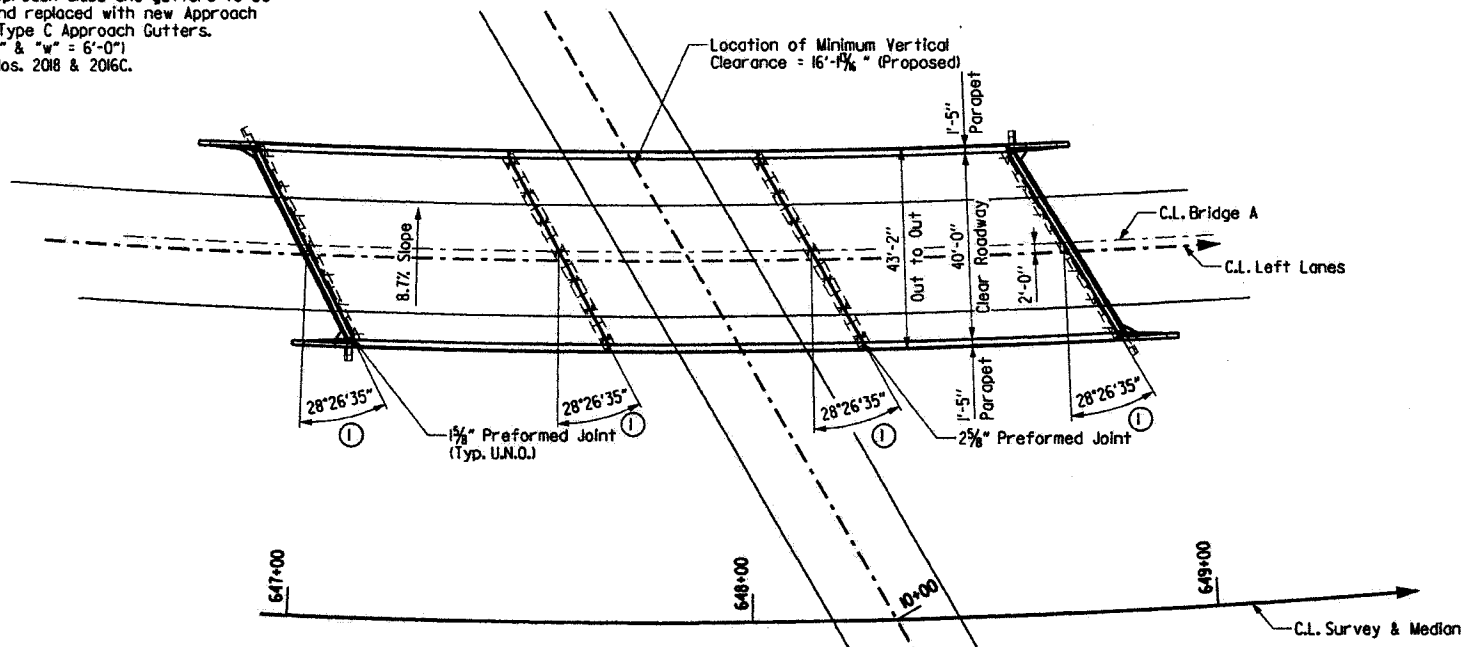 and replaced with new Approach
Type C Approach Gutters.
" & "w" = 6'-0")
Nos. 2018 & 2016C.
Location of Minimum Vertical
Clearance = 16'-1 " (Proposed)
1'-5"
Parapet
8.7% Slope
43'-2"
Out to Out
40'-0"
Clear Roadway
2'-0"
C.L. Bridge A
C.L. Left Lanes
1'-5"
Parapet
28°26'35"
1
28°26'35"
1
28°26'35"
1
28°26'35"
1
1⅝" Preformed Joint
(Typ. U.N.O.)
2⅝" Preformed Joint
647+00
648+00
10+00
649+00
C.L. Survey & Median